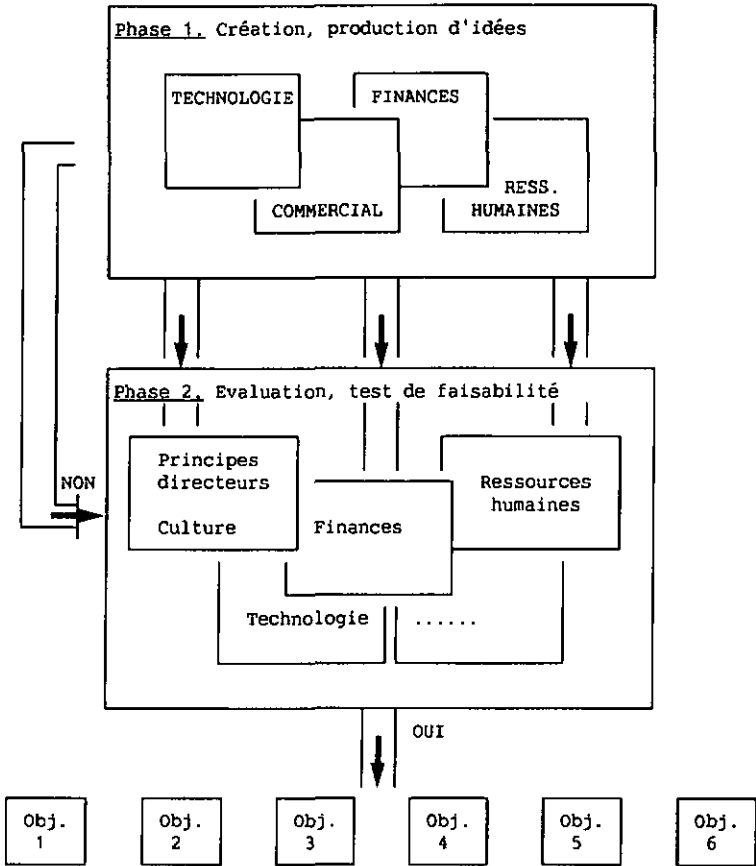 Phase 1. Création, production d'idées
TECHNOLOGIE
FINANCES
COMMERCIAL
RESS.
HUMAINES
Phase 2. Evaluation, test de faisabilité
NON
Principes
directeurs
Culture
Finances
Ressources
humaines
Technologie
......
OUI
Obj.
1
Obj.
2
Obj.
3
Obj.
4
Obj.
5
Obj.
6